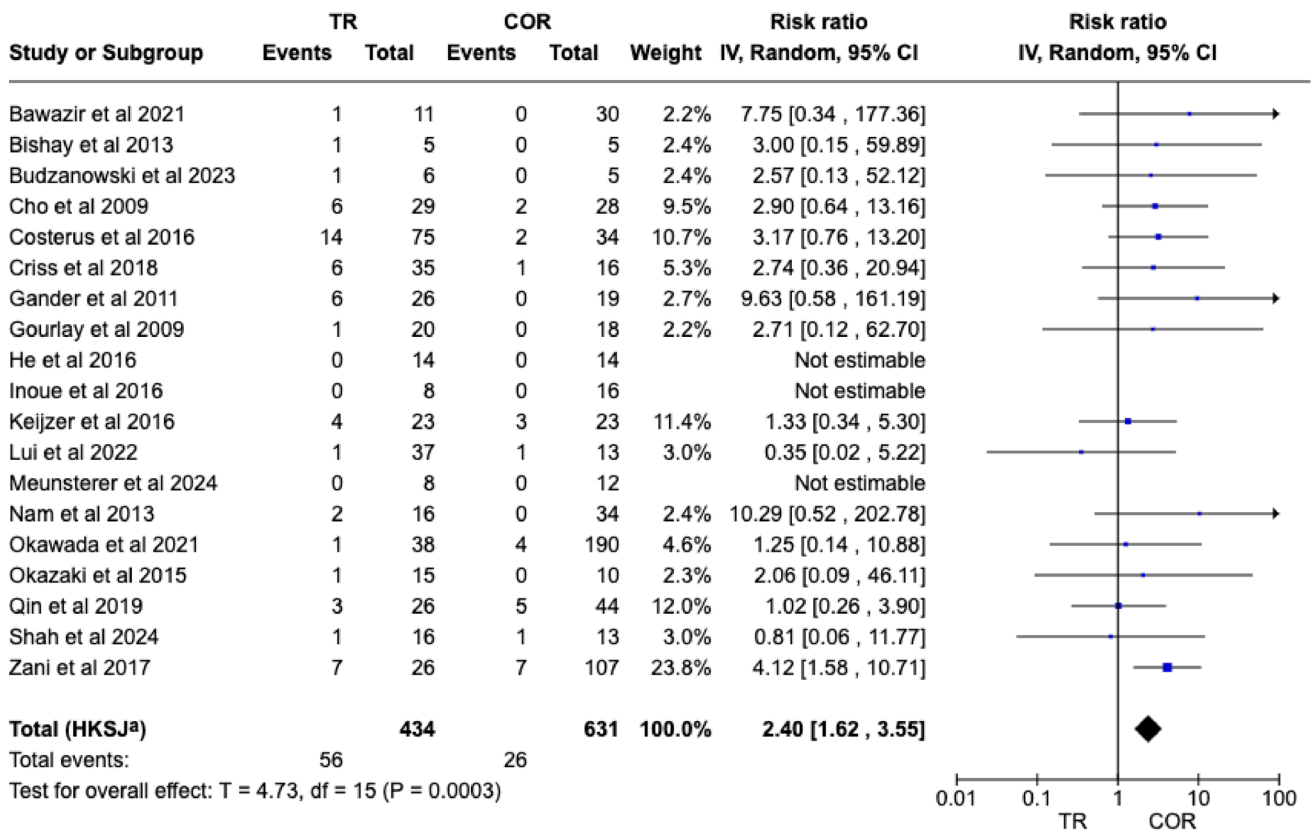 TR COR Risk ratio Risk ratio
Study or Subgroup Events Total Events Total Weight IV, Random, 95% CI IV, Random, 95% CI
Bawazir et al 2021 1 11 0 30 2.2% 7.75 [0.34 , 177.36]
Bishay et al 2013 1 5 0 5 2.4% 3.00 [0.15 , 59.89]
Budzanowski et al 2023 1 6 0 5 2.4% 2.57 [0.13 , 52.12]
Cho et al 2009 6 29 2 28 9.5% 2.90 [0.64 , 13.16]
Costerus et al 2016 14 75 2 34 10.7% 3.17 [0.76 , 13.20]
Criss et al 2018 6 35 1 16 5.3% 2.74 [0.36 , 20.94]
Gander et al 2011 6 26 0 19 2.7% 9.63 [0.58 , 161.19]
Gourlay et al 2009 1 20 0 18 2.2% 2.71 [0.12 , 62.70]
He et al 2016 0 14 0 14 Not estimable
Inoue et al 2016 0 8 0 16 Not estimable
Keijzer et al 2016 4 23 3 23 11.4% 1.33 [0.34 , 5.30]
Lui et al 2022 1 37 1 13 3.0% 0.35 [0.02 , 5.22]
Meunsterer et al 2024 0 8 0 12 Not estimable
Nam et al 2013 2 16 0 34 2.4% 10.29 [0.52 , 202.78]
Okawada et al 2021 1 38 4 190 4.6% 1.25 [0.14 , 10.88]
Okazaki et al 2015 1 15 0 10 2.3% 2.06 [0.09 , 46.11]
Qin et al 2019 3 26 5 44 12.0% 1.02 [0.26 , 3.90]
Shah et al 2024 1 16 1 13 3.0% 0.81 [0.06 , 11.77]
Zani et al 2017 7 26 7 107 23.8% 4.12 [1.58 , 10.71]
Total (HKSJᵃ) 434 631 100.0% 2.40 [1.62 , 3.55]
Total events: 56 26
Test for overall effect: T = 4.73, df = 15 (P = 0.0003)
0.01 0.1 1 10 100
TR COR